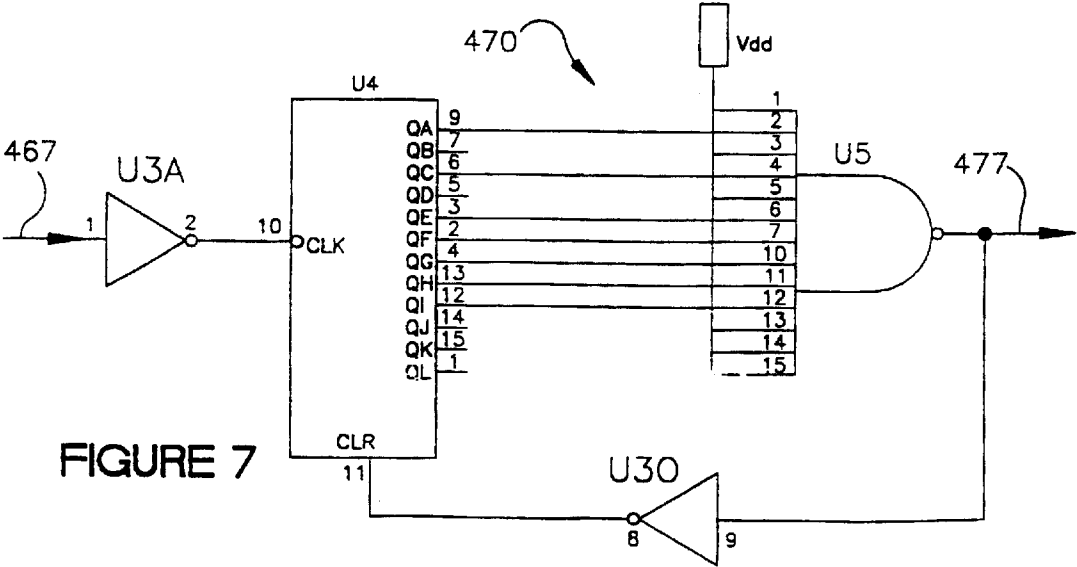 470
Vdd
U4
467
U3A
1
2
10
CLK
QA 9
QB 7
QC 6
QD 5
QE 3
QF 2
QG 4
QH 13
QI 12
QJ 14
QK 15
QL 1
CLR
11
1
2
3
4
5
6
7
10
11
12
13
14
15
U5
477
FIGURE 7
U30
8
9